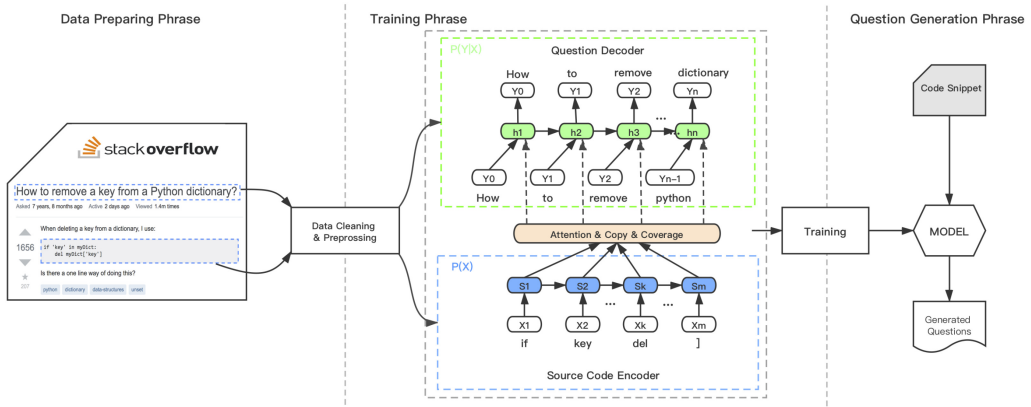 Data Preparing Phrase
Training Phrase
Question Generation Phrase
P(Y|X)
Question Decoder
How to remove dictionary
Y0 Y1 Y2 Yn
...
h1 h2 h3 ... hn
Y0 Y1 Y2 Yn-1
How to remove python
Attention & Copy & Coverage
P(X)
S1 S2 Sk Sm
... ...
X1 X2 Xk Xm
if key del ]
Source Code Encoder
stackoverflow
How to remove a key from a Python dictionary?
Asked 7 years, 8 months ago Active 2 days ago Viewed 1.4m times
When deleting a key from a dictionary, I use:
1656
if 'key' in myDict:
del myDict['key']
Is there a one line way of doing this?
python dictionary data-structures unset
Data Cleaning
& Preprossing
Training
Code Snippet
MODEL
Generated
Questions